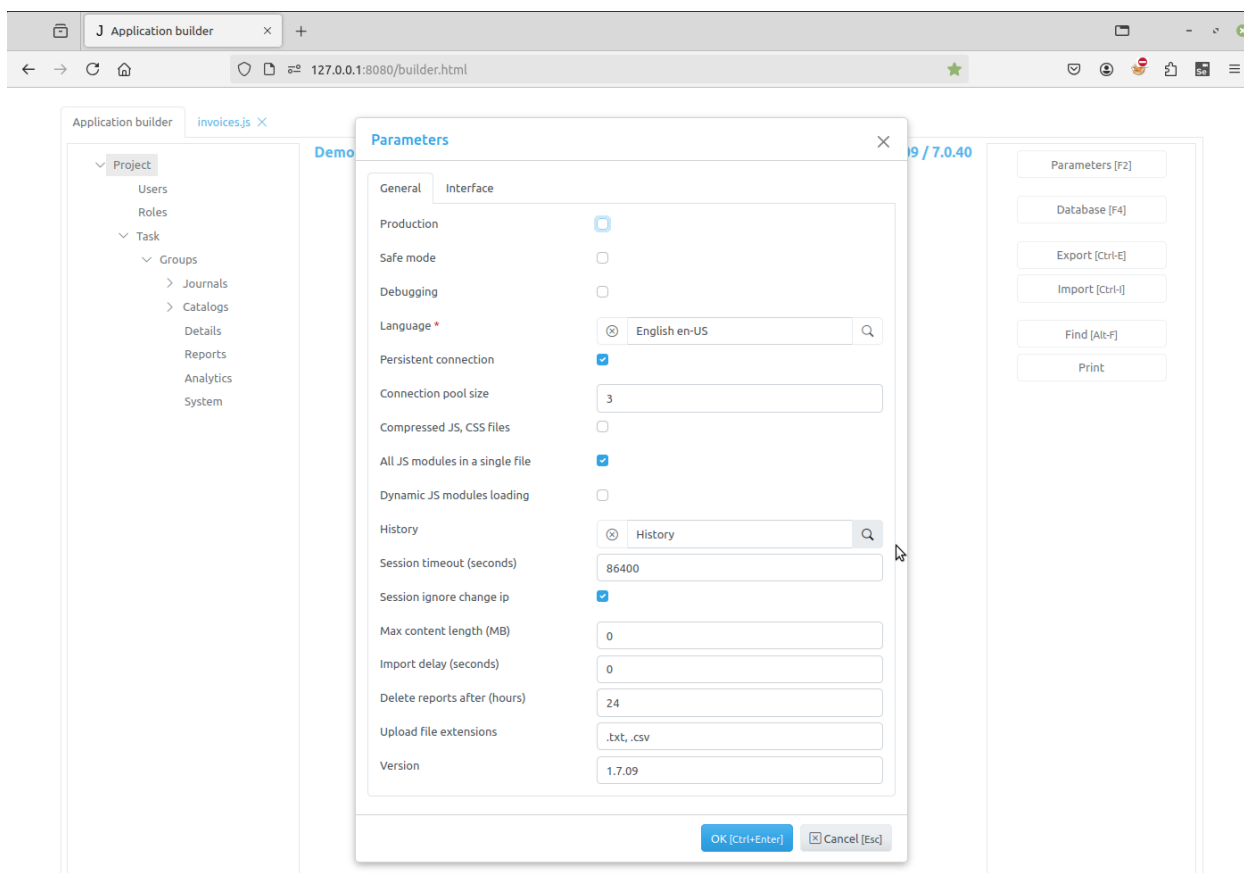 J Application builder
127.0.0.1:8080/builder.html
Application builder
invoices.js
Project
Users
Roles
Task
Groups
Journals
Catalogs
Details
Reports
Analytics
System
Demo
09 / 7.0.40
Parameters
General Interface
Production
Safe mode
Debugging
Language * English en-US
Persistent connection
Connection pool size 3
Compressed JS, CSS files
All JS modules in a single file
Dynamic JS modules loading
History History
Session timeout (seconds) 86400
Session ignore change ip
Max content length (MB) 0
Import delay (seconds) 0
Delete reports after (hours) 24
Upload file extensions .txt, .csv
Version 1.7.09
OK [Ctrl+Enter] Cancel [Esc]
Parameters [F2]
Database [F4]
Export [Ctrl-E]
Import [Ctrl-I]
Find [Alt-F]
Print
Se